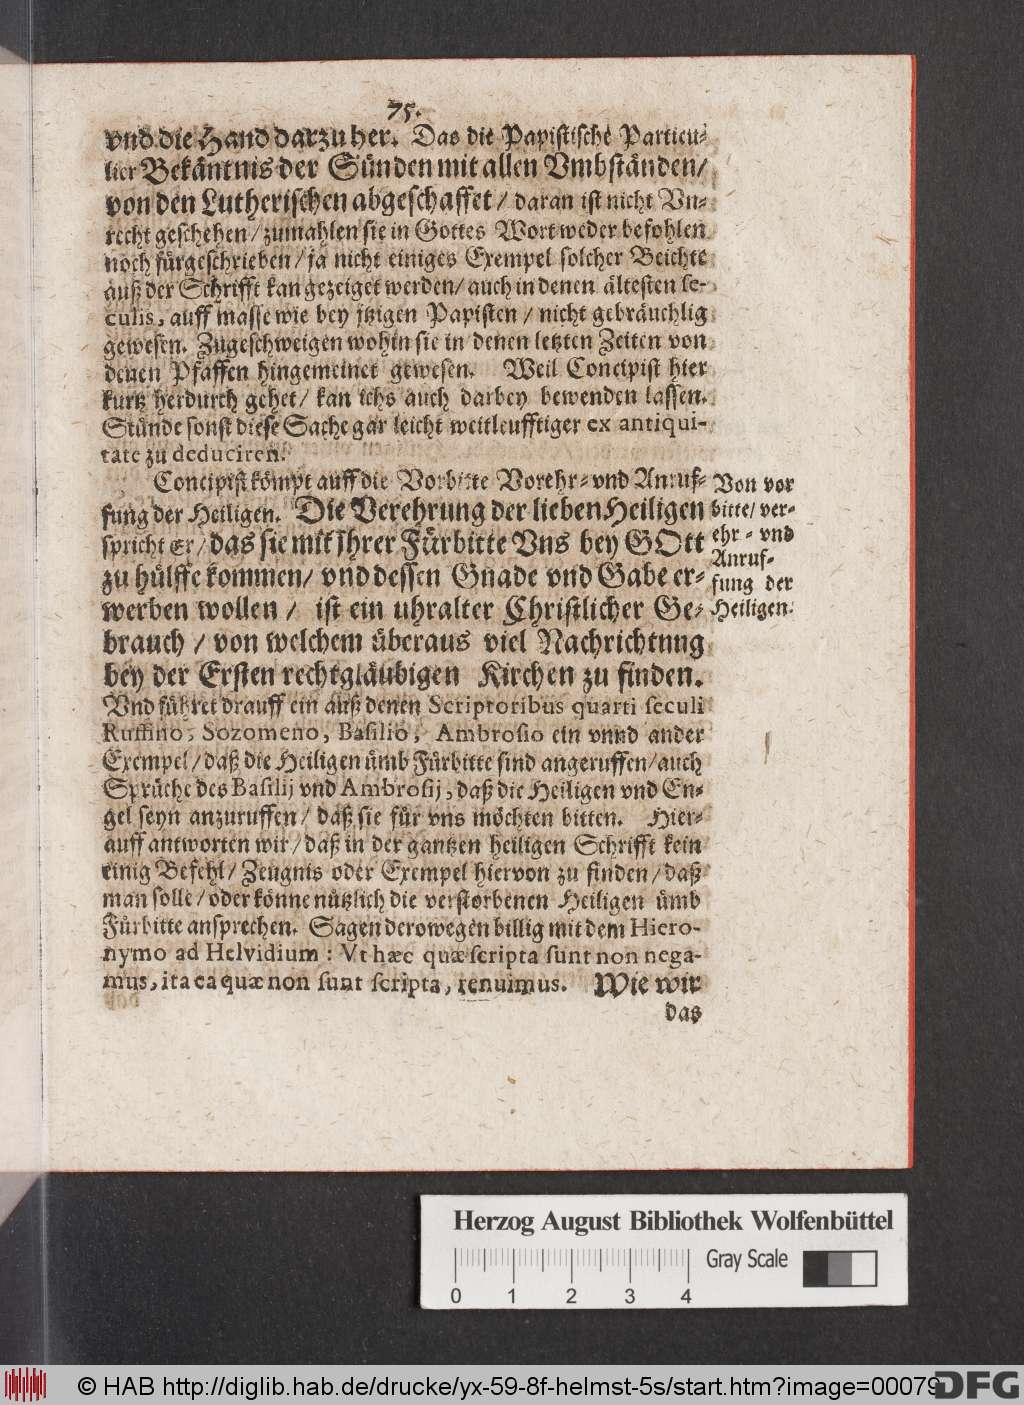 75.
vnd die Hand darzu her. Das die Papistische Particu-
lier Bekäntnis der Sünden mit allen Vmbständen/
von den Lutherischen abgeschaffet / daran ist nicht Vn-
recht geschehen / zumahlen sie in Gottes Wort weder befohlen
noch fürgeschrieben / ja nicht einiges Exempel solcher Beichte
auß der Schrifft kan gezeiget werden / auch in denen ältesten se-
culis, auff masse wie bey jtzigen Papisten / nicht gebräuchlig
gewesen. Zugeschweigen wohin sie in denen letzten Zeiten von
denen Pfaffen hingemeinet gewesen. Weil Concipist hier
kurtz herdurch gehet / kan ichs auch darbey bewenden lassen.
Stünde sonst diese Sache gar leicht weitleufftiger ex antiqui-
tate zu deduciren.
Concipist kömpt auff die Vorbitte Vorehr- vnd Anruf-
fung der Heiligen. Die Verehrung der lieben Heiligen
spricht Er / das sie mit Ihrer Fürbitte Vns bey GOtt
zu hülffe kommen / vnd dessen Gnade vnd Gabe er-
werben wollen / ist ein uhralter Christlicher Ge-
brauch / von welchem überaus viel Nachrichtung
bey der Ersten rechtgläubigen Kirchen zu finden.
Vnd führet drauff ein auß denen Scriptoribus quarti seculi
Ruffino, Sozomeno, Basilio, Ambrosio ein vnnd ander
Exempel / daß die Heiligen ümb Fürbitte sind angeruffen / auch
Sprüche des Basilij vnd Ambrosij, daß die Heiligen vnd En-
gel seyn anzuruffen / daß sie für vns möchten bitten. Hier-
auff antworten wir / daß in der gantzen heiligen Schrifft kein
einig Befehl / Zeugnis oder Exempel hiervon zu finden / daß
man solle / oder könne nützlich die verstorbenen Heiligen ümb
Fürbitte ansprechen. Sagen derowegen billig mit dem Hiero-
nymo ad Helvidium : Vt hæc quæ scripta sunt non nega-
mus, ita ea quæ non sunt scripta, renuimus. Wie wir
das
Von vor
bitte / ver-
ehr - vnd
Anruf-
fung der
Heiligen.
Herzog August Bibliothek Wolfenbüttel
Gray Scale
0 1 2 3 4
© HAB http://diglib.hab.de/drucke/yx-59-8f-helmst-5s/start.htm?image=00079
DFG